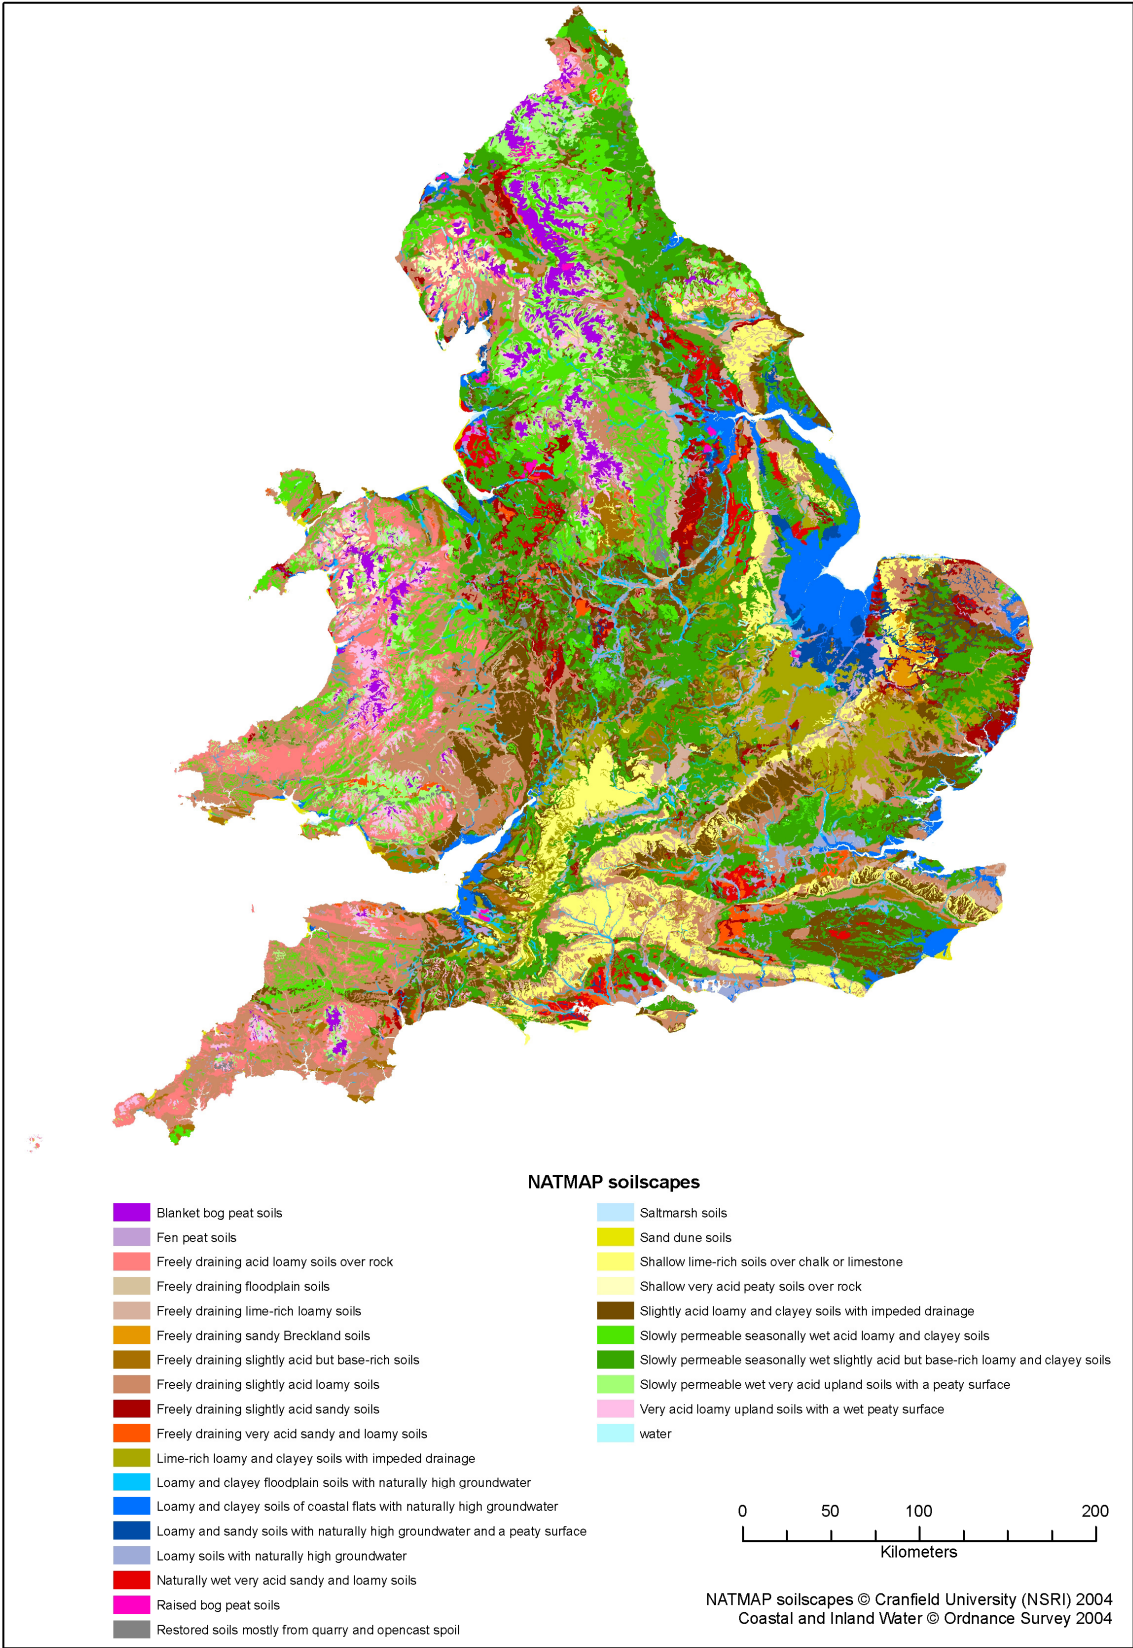 NATMAP soilscapes
Blanket bog peat soils
Fen peat soils
Freely draining acid loamy soils over rock
Freely draining floodplain soils
Freely draining lime-rich loamy soils
Freely draining sandy Breckland soils
Freely draining slightly acid but base-rich soils
Freely draining slightly acid loamy soils
Freely draining slightly acid sandy soils
Freely draining very acid sandy and loamy soils
Lime-rich loamy and clayey soils with impeded drainage
Loamy and clayey floodplain soils with naturally high groundwater
Loamy and clayey soils of coastal flats with naturally high groundwater
Loamy and sandy soils with naturally high groundwater and a peaty surface
Loamy soils with naturally high groundwater
Naturally wet very acid sandy and loamy soils
Raised bog peat soils
Restored soils mostly from quarry and opencast spoil
Saltmarsh soils
Sand dune soils
Shallow lime-rich soils over chalk or limestone
Shallow very acid peaty soils over rock
Slightly acid loamy and clayey soils with impeded drainage
Slowly permeable seasonally wet acid loamy and clayey soils
Slowly permeable seasonally wet slightly acid but base-rich loamy and clayey soils
Slowly permeable wet very acid upland soils with a peaty surface
Very acid loamy upland soils with a wet peaty surface
water
0 50 100 200
Kilometers
NATMAP soilscapes © Cranfield University (NSRI) 2004
Coastal and Inland Water © Ordnance Survey 2004